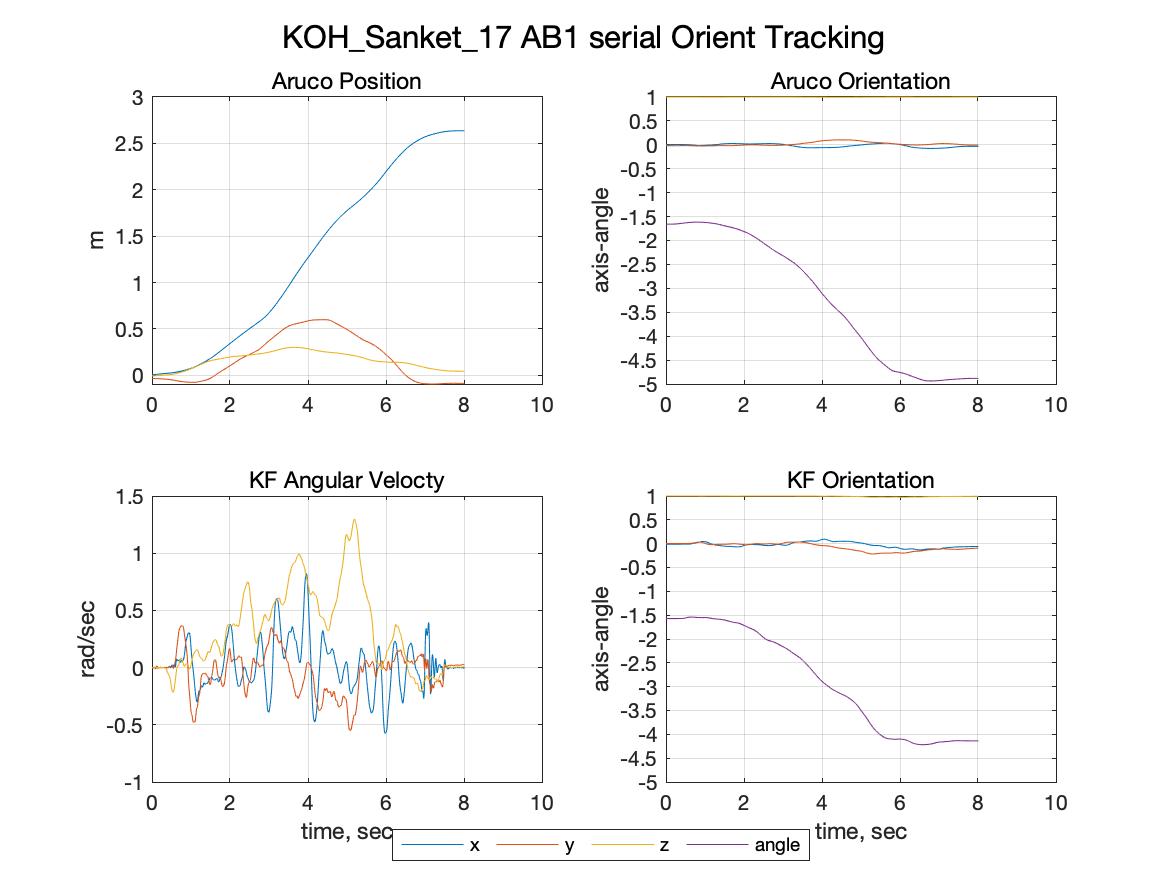 KOH_Sanket_17 AB1 serial Orient Tracking
Aruco Position
3
2.5
2
1.5
1
0.5
0
m
0 2 4 6 8 10
Aruco Orientation
1
0.5
0
-0.5
-1
-1.5
-2
-2.5
-3
-3.5
-4
-4.5
-5
axis-angle
0 2 4 6 8 10
KF Angular Velocty
1.5
1
0.5
0
-0.5
-1
rad/sec
0 2 4 6 8 10
time, sec
KF Orientation
1
0.5
0
-0.5
-1
-1.5
-2
-2.5
-3
-3.5
-4
-4.5
-5
axis-angle
0 2 4 6 8 10
time, sec
x y z angle